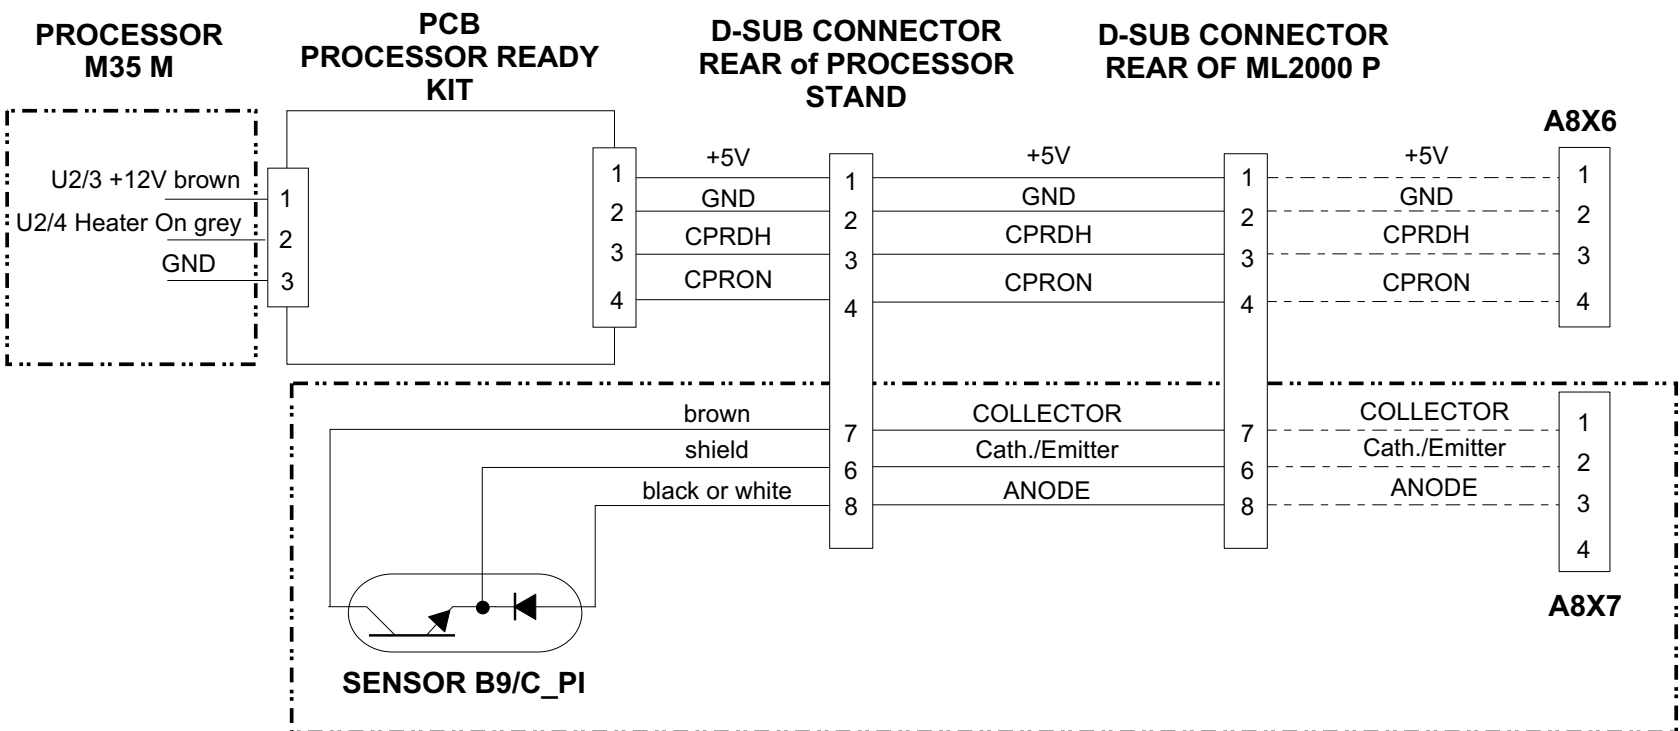 PROCESSOR
M35 M
PCB
PROCESSOR READY
KIT
D-SUB CONNECTOR
REAR of PROCESSOR
STAND
D-SUB CONNECTOR
REAR OF ML2000 P
A8X6
U2/3 +12V brown
U2/4 Heater On grey
GND
1
2
3
1
2
3
4
+5V
GND
CPRDH
CPRON
1
2
3
4
+5V
GND
CPRDH
CPRON
1
2
3
4
+5V
GND
CPRDH
CPRON
1
2
3
4
brown
shield
black or white
7
6
8
COLLECTOR
Cath./Emitter
ANODE
7
6
8
COLLECTOR
Cath./Emitter
ANODE
1
2
3
4
A8X7
SENSOR B9/C_PI